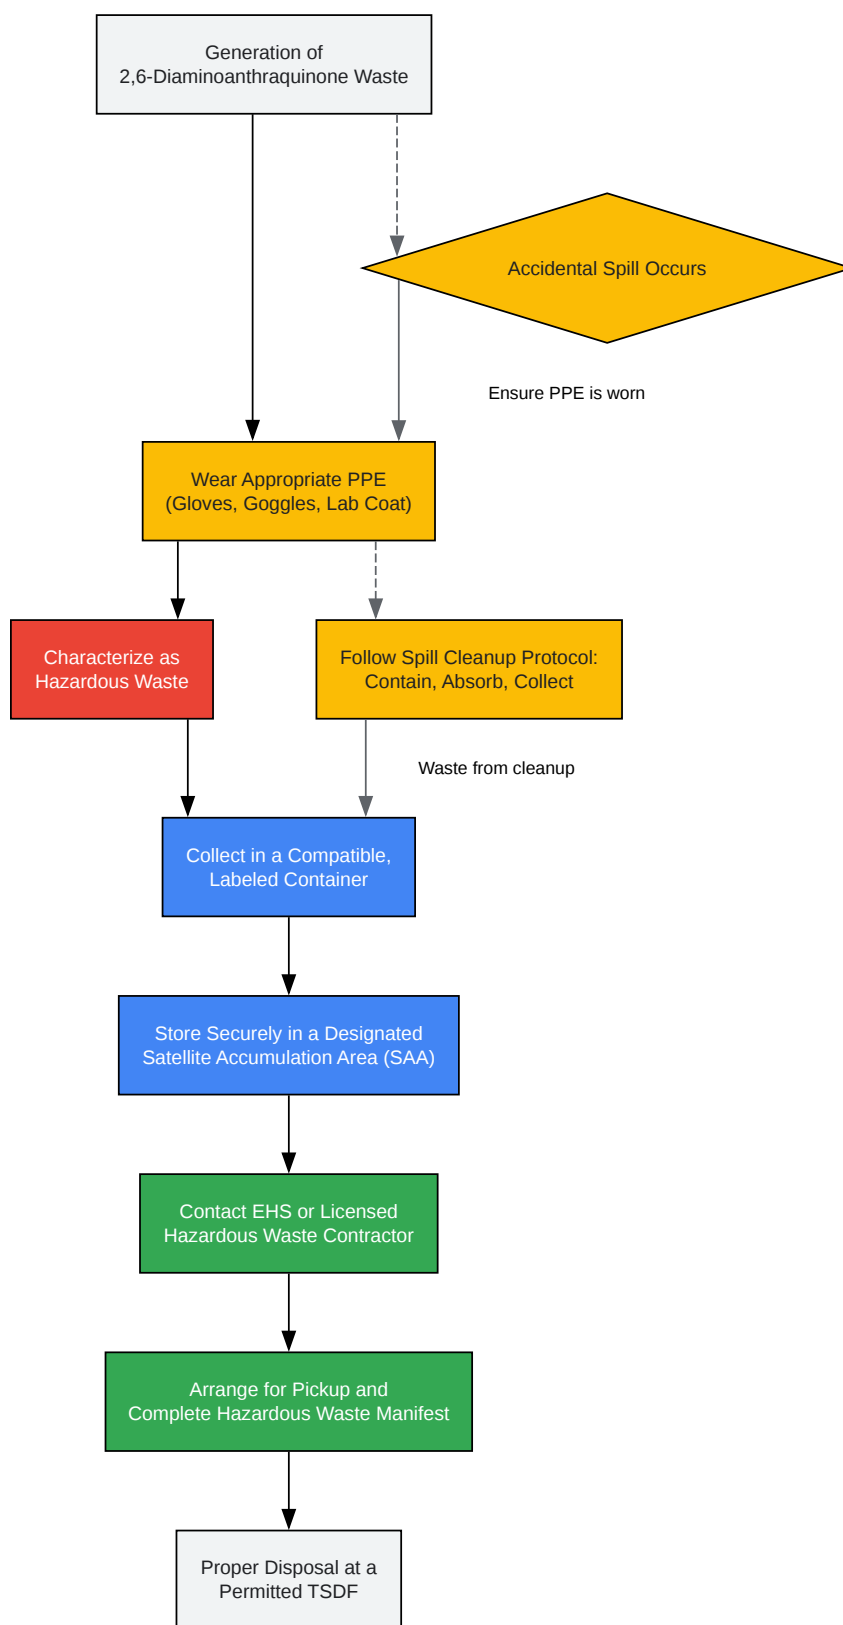 Generation of
2,6-Diaminoanthraquinone Waste
Accidental Spill Occurs
Ensure PPE is worn
Wear Appropriate PPE
(Gloves, Goggles, Lab Coat)
Characterize as
Hazardous Waste
Follow Spill Cleanup Protocol:
Contain, Absorb, Collect
Waste from cleanup
Collect in a Compatible,
Labeled Container
Store Securely in a Designated
Satellite Accumulation Area (SAA)
Contact EHS or Licensed
Hazardous Waste Contractor
Arrange for Pickup and
Complete Hazardous Waste Manifest
Proper Disposal at a
Permitted TSDF